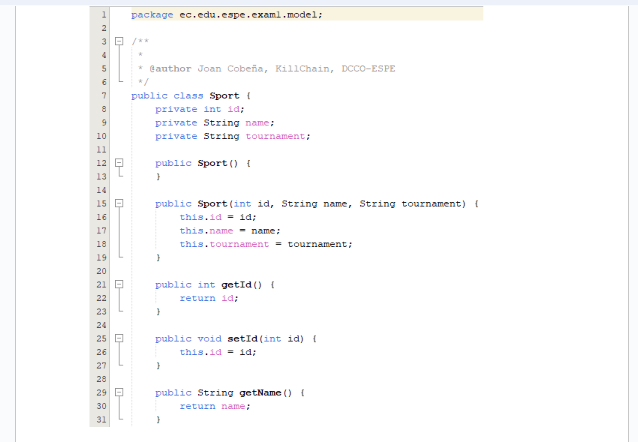 1 package ec.edu.espe.exam1.model;
2
3 /**
4 *
5 * @author Joan Cobeña, KillChain, DCCO-ESPE
6 */
7 public class Sport {
8 private int id;
9 private String name;
10 private String tournament;
11
12 public Sport() {
13 }
14
15 public Sport(int id, String name, String tournament) {
16 this.id = id;
17 this.name = name;
18 this.tournament = tournament;
19 }
20
21 public int getId() {
22 return id;
23 }
24
25 public void setId(int id) {
26 this.id = id;
27 }
28
29 public String getName() {
30 return name;
31 }